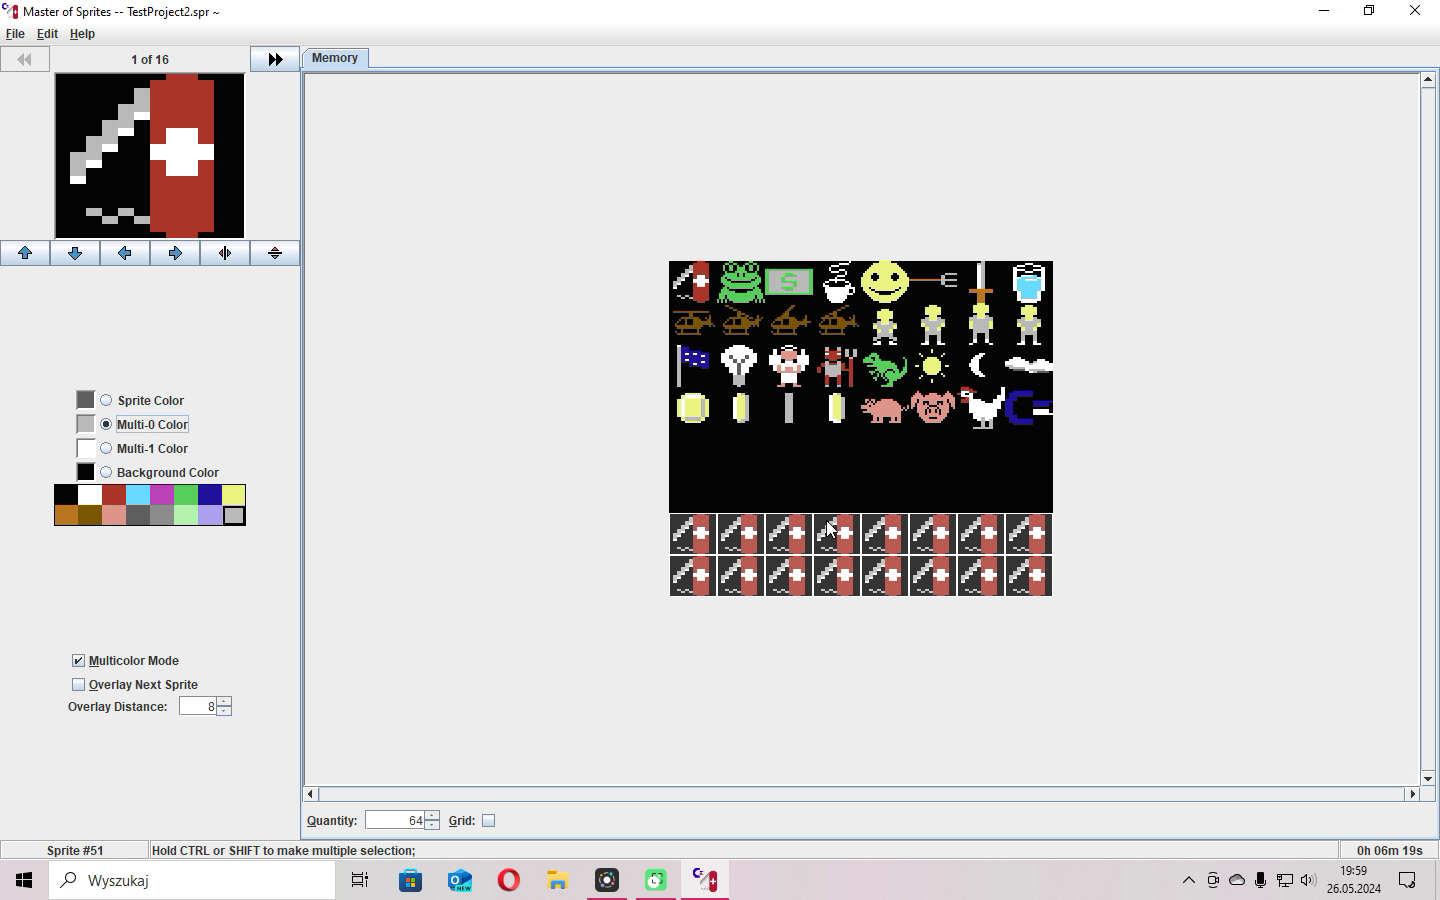 Master of Sprites -- TestProject2.spr ~
File Edit Help
1 of 16
Memory
Sprite Color
Multi-0 Color
Multi-1 Color
Background Color
Multicolor Mode
Overlay Next Sprite
Overlay Distance: 8
Quantity: 64 Grid:
Sprite #51
Hold CTRL or SHIFT to make multiple selection;
0h 06m 19s
Wyszukaj
NEW
19:59
26.05.2024